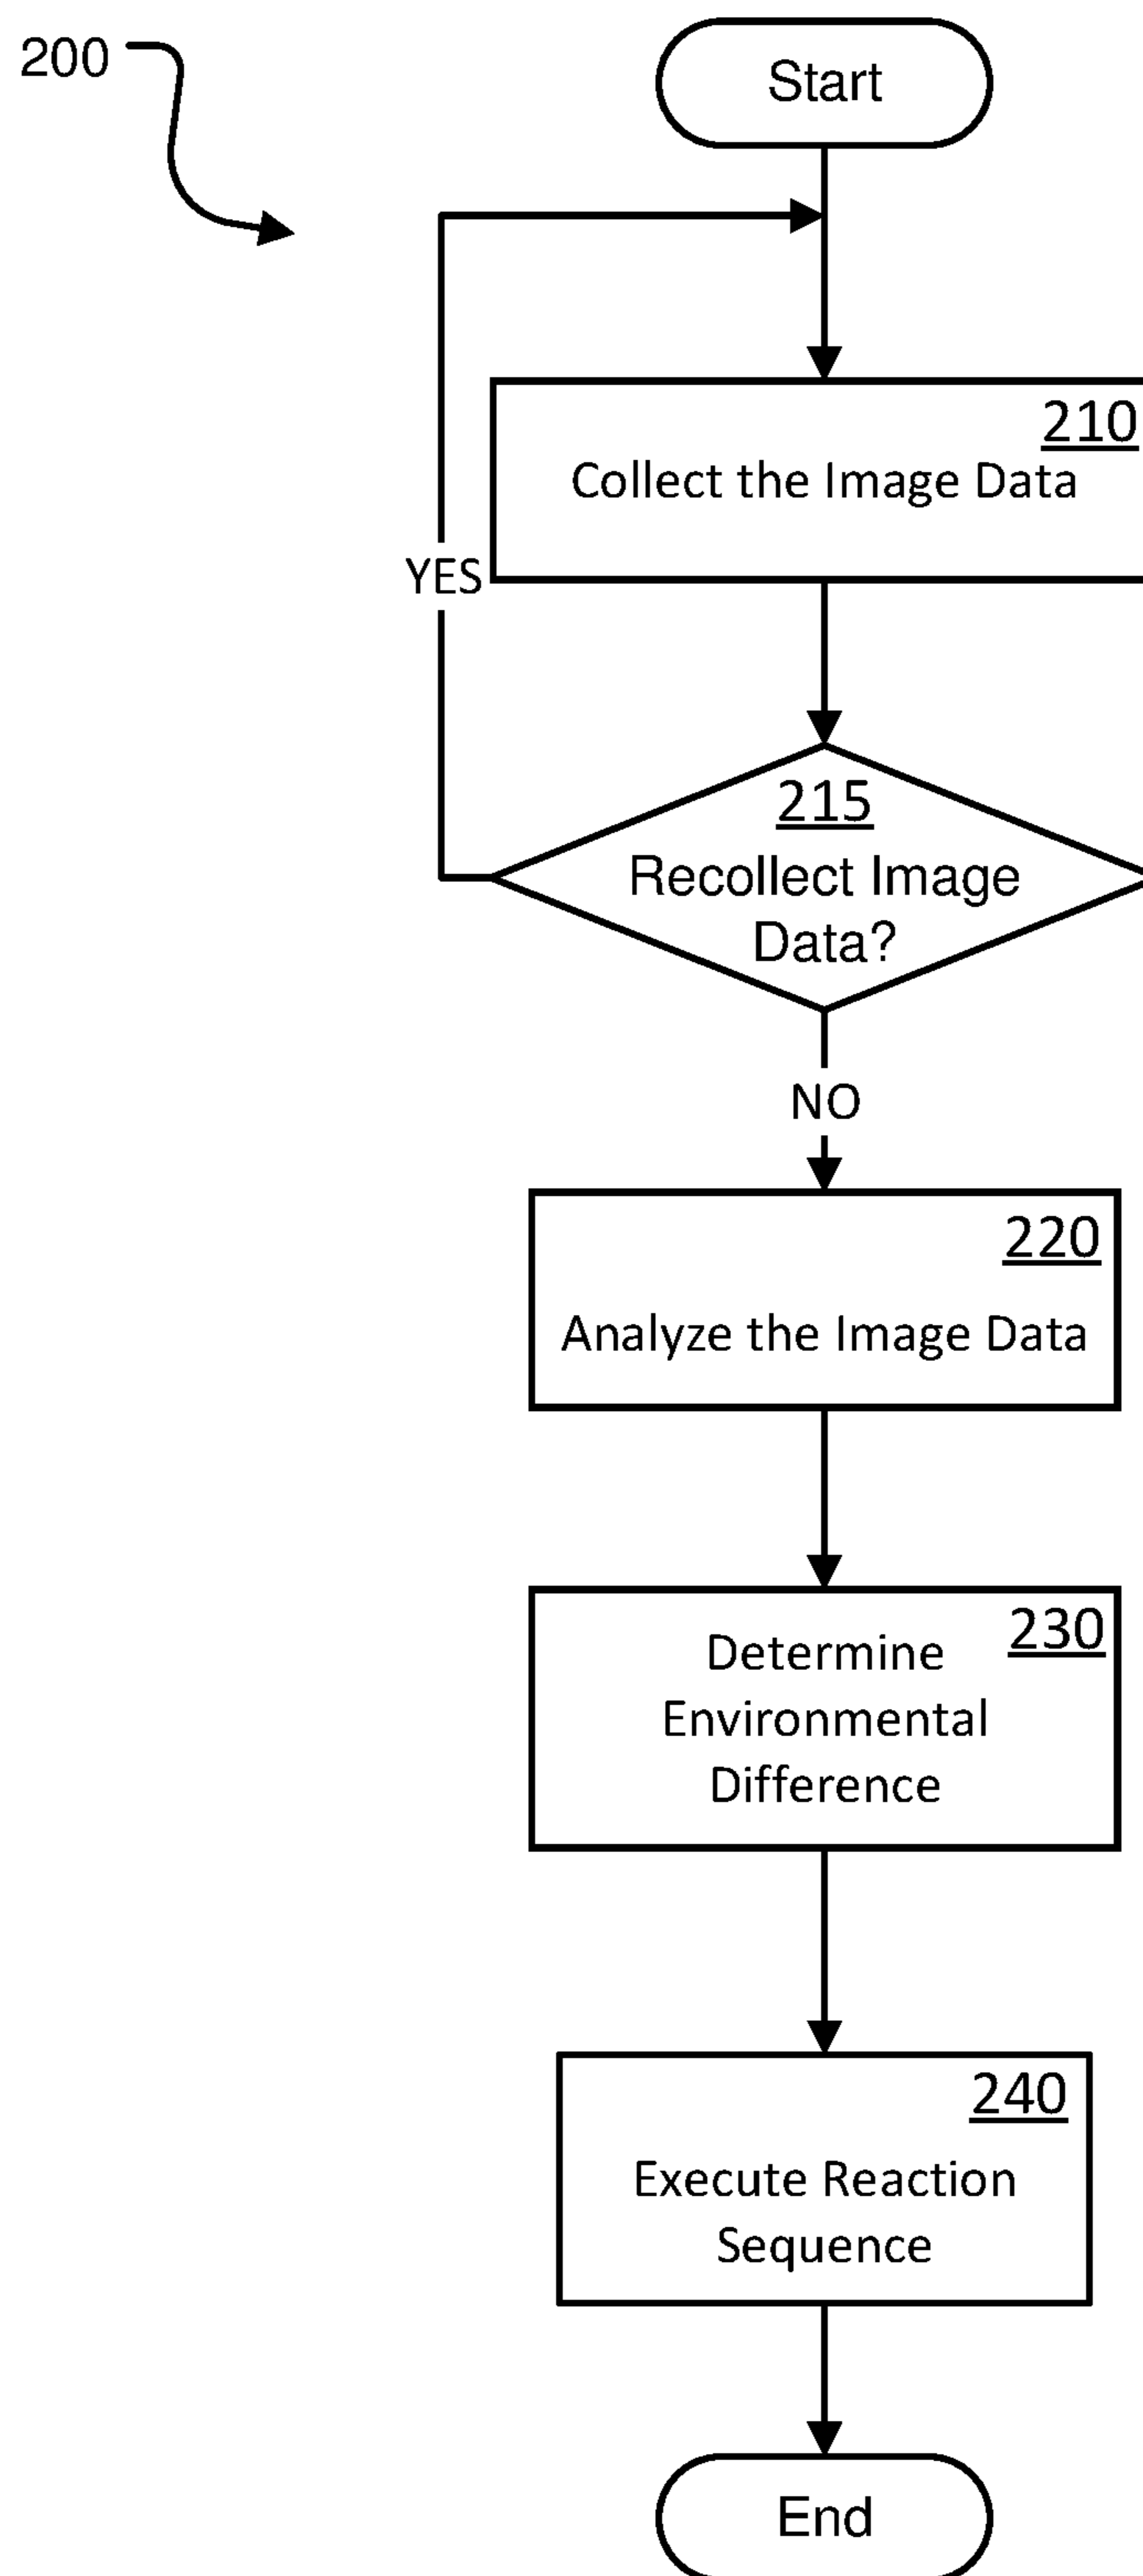 200
Start
210
Collect the Image Data
YES
215
Recollect Image
Data?
NO
220
Analyze the Image Data
230
Determine
Environmental
Difference
240
Execute Reaction
Sequence
End